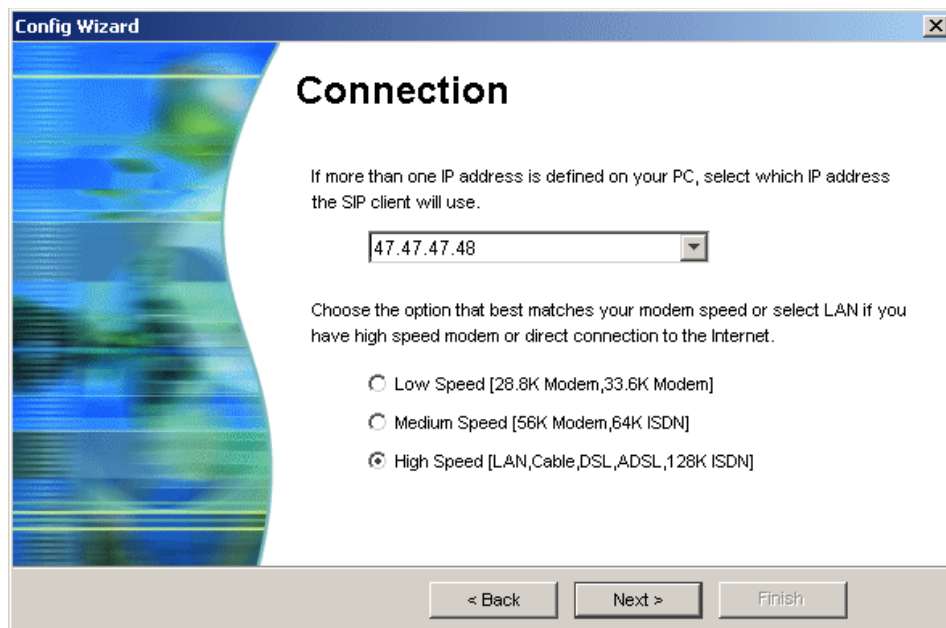 Config Wizard
Connection
If more than one IP address is defined on your PC, select which IP address
the SIP client will use.
47.47.47.48
Choose the option that best matches your modem speed or select LAN if you
have high speed modem or direct connection to the Internet.
Low Speed [28.8K Modem,33.6K Modem]
Medium Speed [56K Modem,64K ISDN]
High Speed [LAN,Cable,DSL,ADSL,128K ISDN]
< Back
Next >
Finish